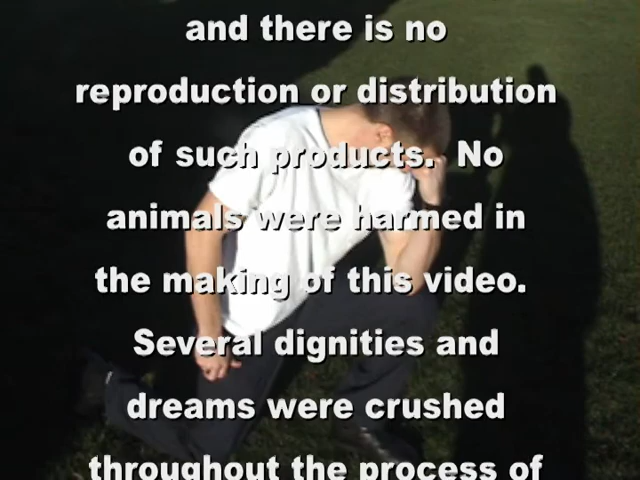 and there is no
reproduction or distribution
of such products. No
animals were harmed in
the making of this video.
Several dignities and
dreams were crushed
throughout the process of